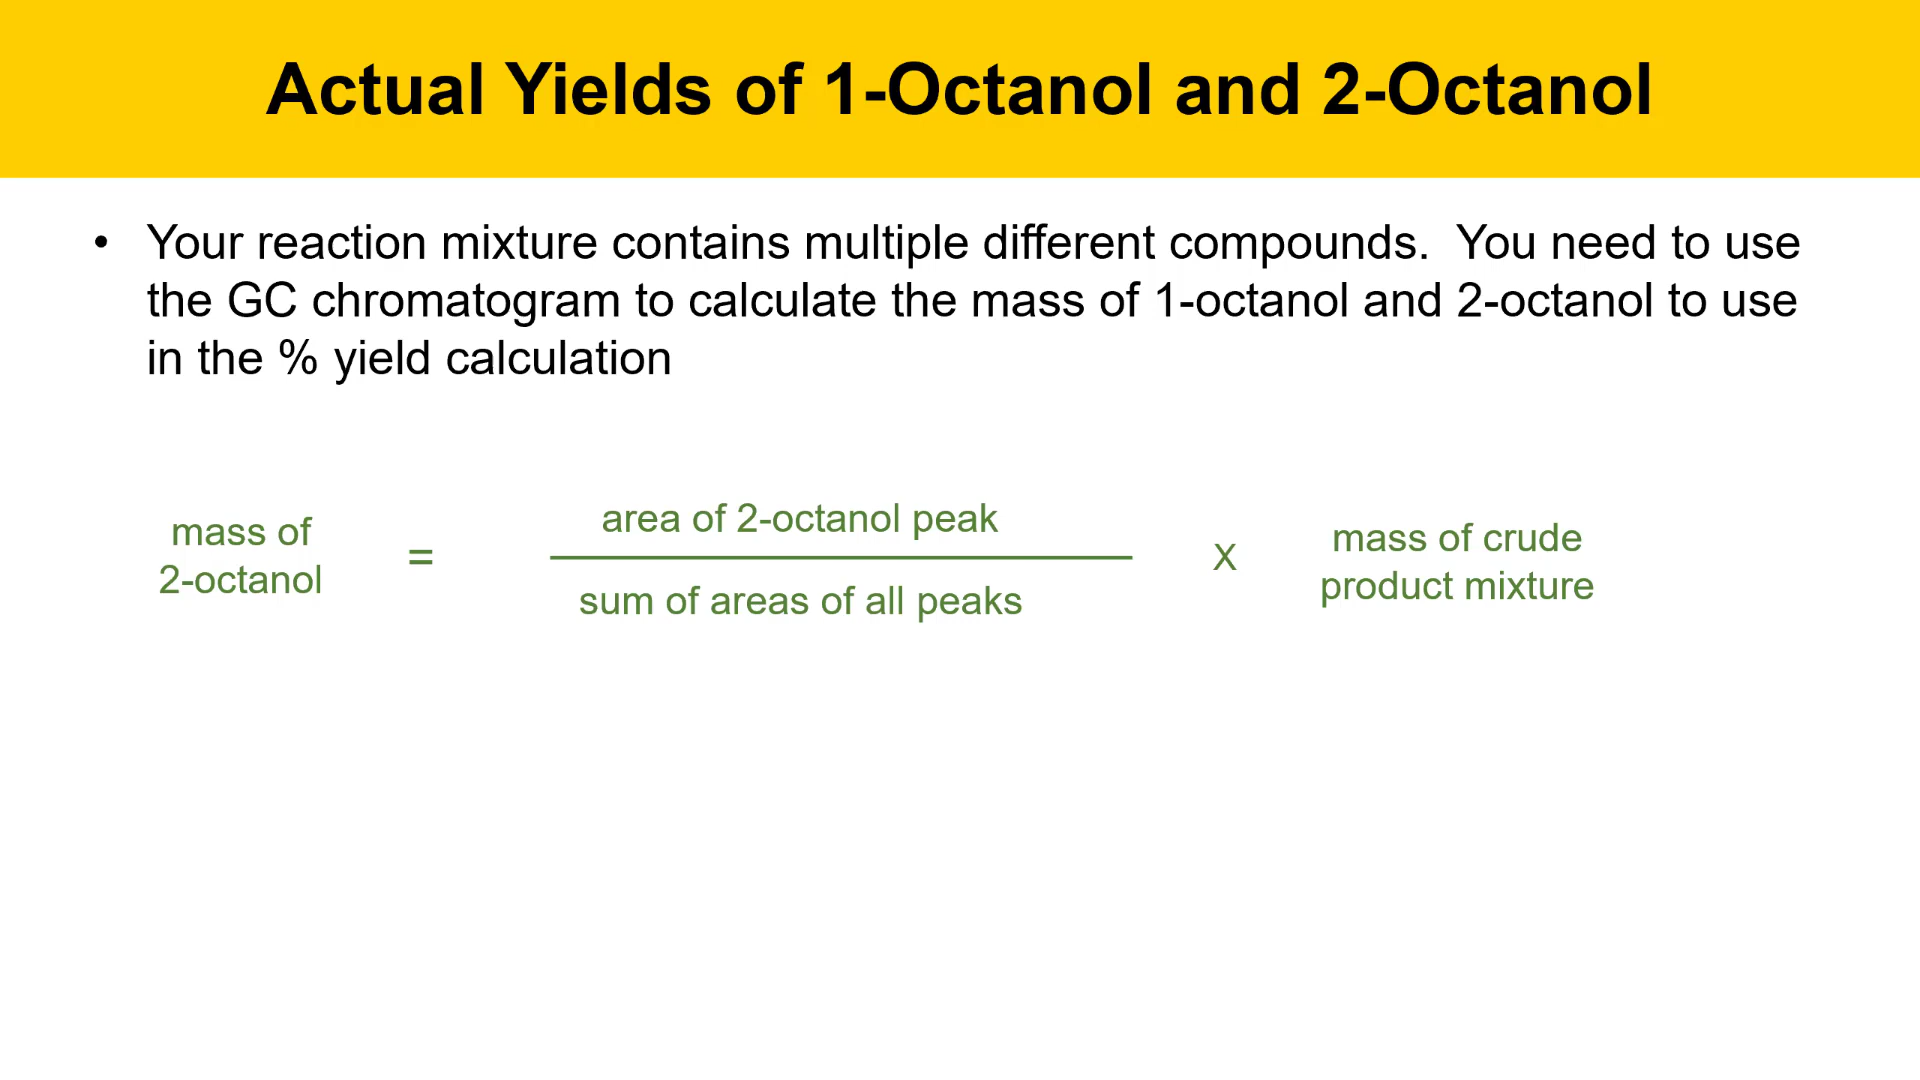 Actual Yields of 1-Octanol and 2-Octanol
• Your reaction mixture contains multiple different compounds.  You need to use
the GC chromatogram to calculate the mass of 1-octanol and 2-octanol to use
in the % yield calculation
mass of
2-octanol
=
area of 2-octanol peak
sum of areas of all peaks
X
mass of crude
product mixture